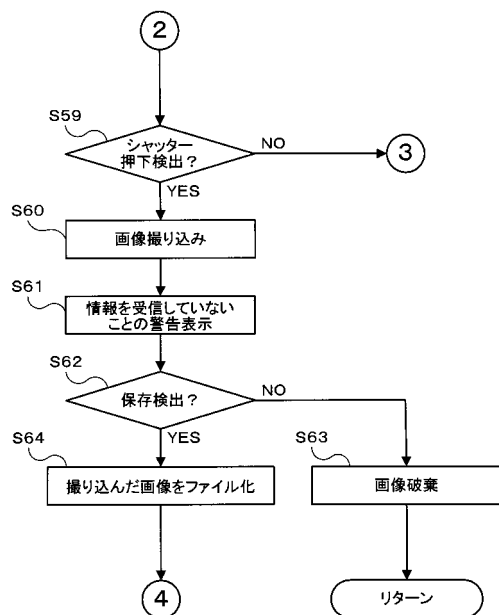 2
S59
シャッター
押下検出?
NO
3
YES
S60
画像撮り込み
S61
情報を受信していない
ことの警告表示
S62
保存検出?
NO
YES
S64
撮り込んだ画像をファイル化
S63
画像破棄
4
リターン